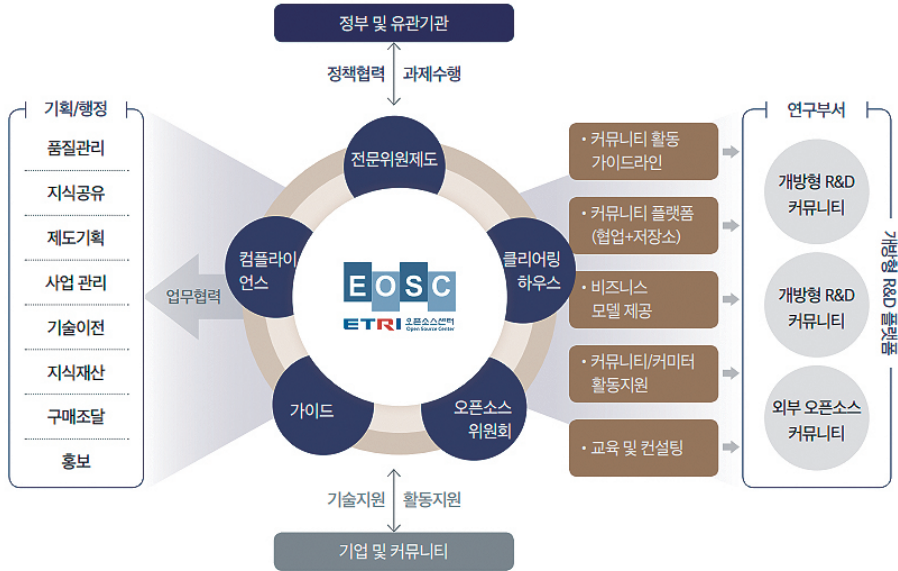 정부 및 유관기관
정책협력
과제수행
기획/행정
품질관리
지식공유
제도기획
사업 관리
기술이전
지식재산
구매조달
홍보
업무협력
전문위원제도
컴플라이
언스
클리어링
하우스
가이드
오픈소스
위원회
EOSC
ETRI 오픈소스센터
Open Source Center
• 커뮤니티 활동
가이드라인
• 커뮤니티 플랫폼
(협업+저장소)
• 비즈니스
모델 제공
• 커뮤니티/커미터
활동지원
• 교육 및 컨설팅
연구부서
개방형 R&D
커뮤니티
개방형 R&D
커뮤니티
외부 오픈소스
커뮤니티
개방형 R&D 플랫폼
기술지원
활동지원
기업 및 커뮤니티